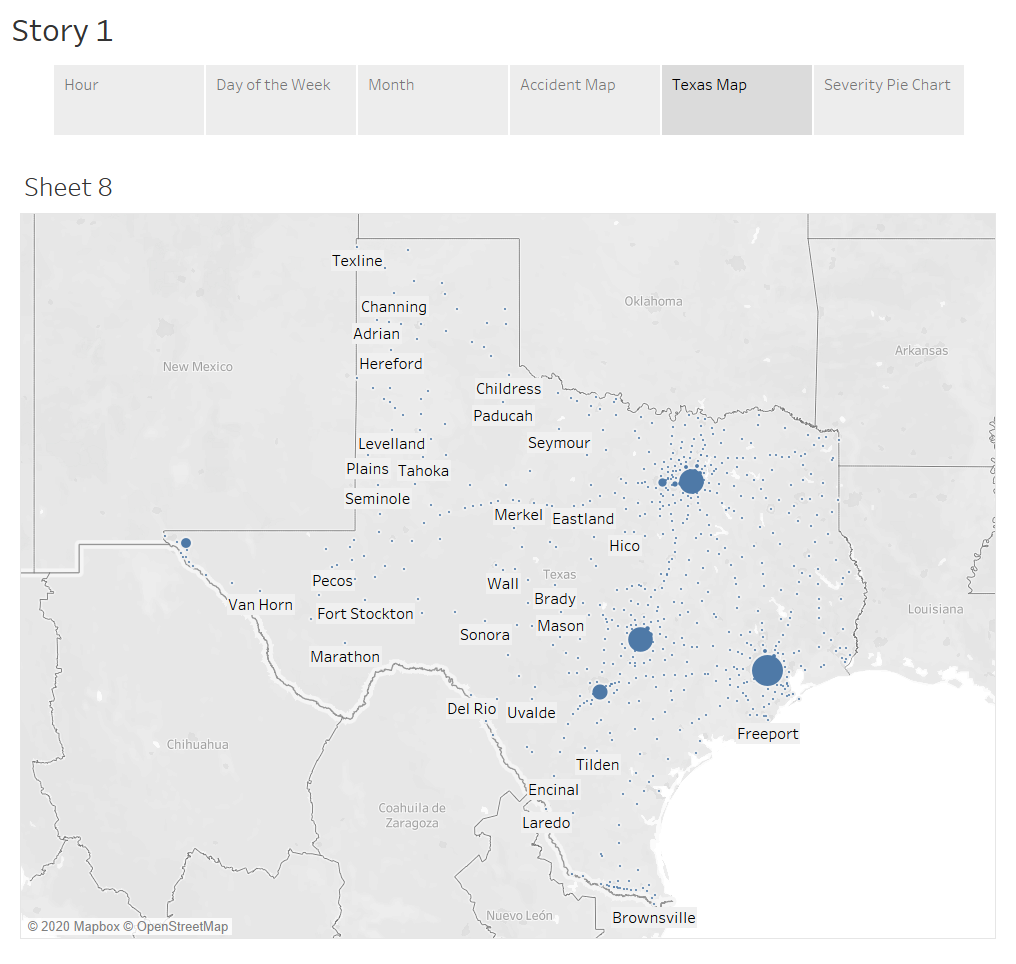 Story 1
Hour
Day of the Week
Month
Accident Map
Texas Map
Severity Pie Chart
Sheet 8
Texline
Oklahoma
Channing
Adrian
Arkansas
Hereford
New Mexico
Childress
Paducah
Levelland
Seymour
Plains
Tahoka
Seminole
Merkel
Eastland
Hico
Texas
Pecos
Wall
Van Horn
Brady
Louisiana
Fort Stockton
Mason
Sonora
Marathon
Del Rio
Uvalde
Freeport
Chihuahua
Tilden
Encinal
Coahuila de
Zaragoza
Laredo
Nuevo León
Brownsville
© 2020 Mapbox © OpenStreetMap